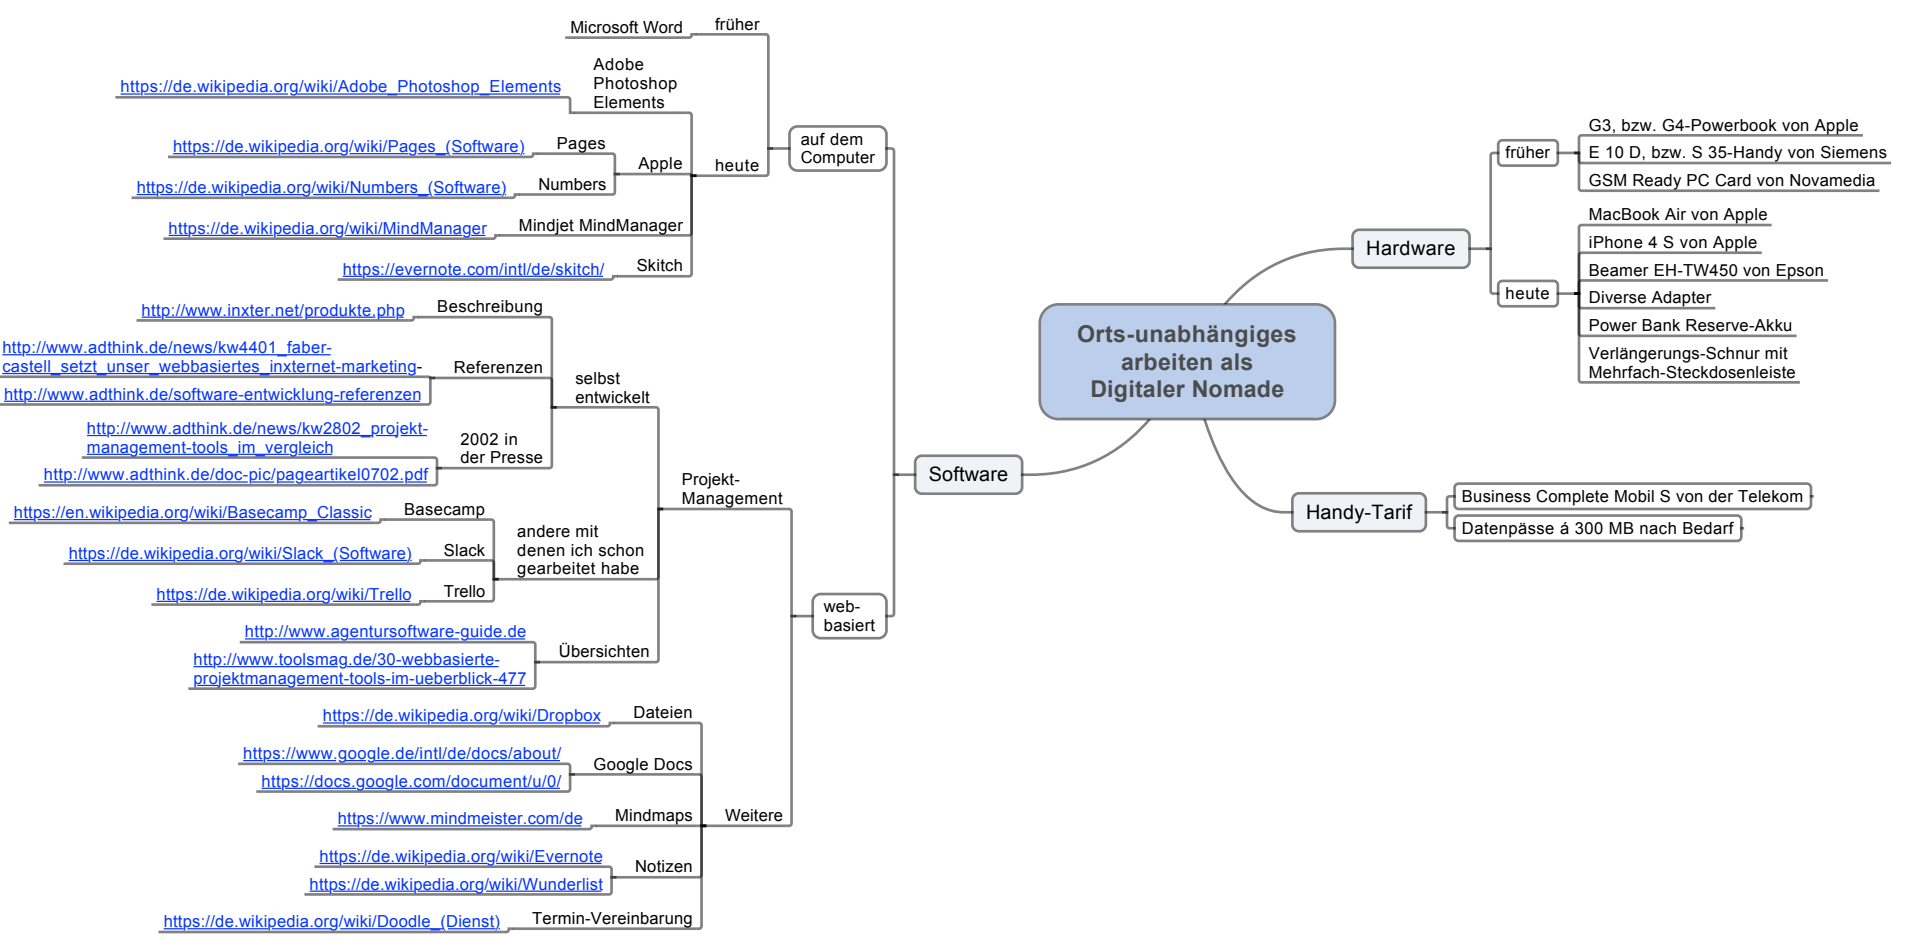 Orts-unabhängiges
arbeiten als
Digitaler Nomade
Hardware
früher
G3, bzw. G4-Powerbook von Apple
E 10 D, bzw. S 35-Handy von Siemens
GSM Ready PC Card von Novamedia
heute
MacBook Air von Apple
iPhone 4 S von Apple
Beamer EH-TW450 von Epson
Diverse Adapter
Power Bank Reserve-Akku
Verlängerungs-Schnur mit
Mehrfach-Steckdosenleiste
Handy-Tarif
Business Complete Mobil S von der Telekom
Datenpässe á 300 MB nach Bedarf
Software
auf dem
Computer
früher
Microsoft Word
heute
Adobe
Photoshop
Elements
https://de.wikipedia.org/wiki/Adobe_Photoshop_Elements
Apple
Pages
https://de.wikipedia.org/wiki/Pages_(Software)
Numbers
https://de.wikipedia.org/wiki/Numbers_(Software)
Mindjet MindManager
https://de.wikipedia.org/wiki/MindManager
Skitch
https://evernote.com/intl/de/skitch/
web-
basiert
Projekt-
Management
selbst
entwickelt
Beschreibung
http://www.inxter.net/produkte.php
Referenzen
http://www.adthink.de/news/kw4401_faber-
castell_setzt_unser_webbasiertes_inxternet-marketing-
http://www.adthink.de/software-entwicklung-referenzen
2002 in
der Presse
http://www.adthink.de/news/kw2802_projekt-
management-tools_im_vergleich
http://www.adthink.de/doc-pic/pageartikel0702.pdf
andere mit
denen ich schon
gearbeitet habe
Basecamp
https://en.wikipedia.org/wiki/Basecamp_Classic
Slack
https://de.wikipedia.org/wiki/Slack_(Software)
Trello
https://de.wikipedia.org/wiki/Trello
Übersichten
http://www.agentursoftware-guide.de
http://www.toolsmag.de/30-webbasierte-
projektmanagement-tools-im-ueberblick-477
Weitere
Dateien
https://de.wikipedia.org/wiki/Dropbox
Google Docs
https://www.google.de/intl/de/docs/about/
https://docs.google.com/document/u/0/
Mindmaps
https://www.mindmeister.com/de
Notizen
https://de.wikipedia.org/wiki/Evernote
https://de.wikipedia.org/wiki/Wunderlist
Termin-Vereinbarung
https://de.wikipedia.org/wiki/Doodle_(Dienst)